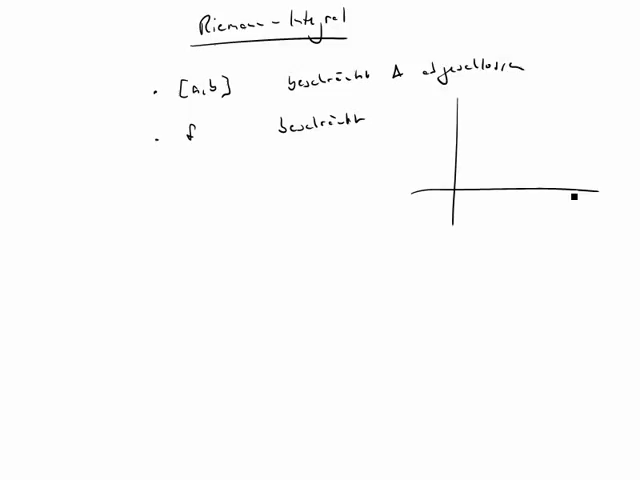 Riemann-Integral
• [a,b] beschränkt ∧ abgeschlossen
• f beschränkt